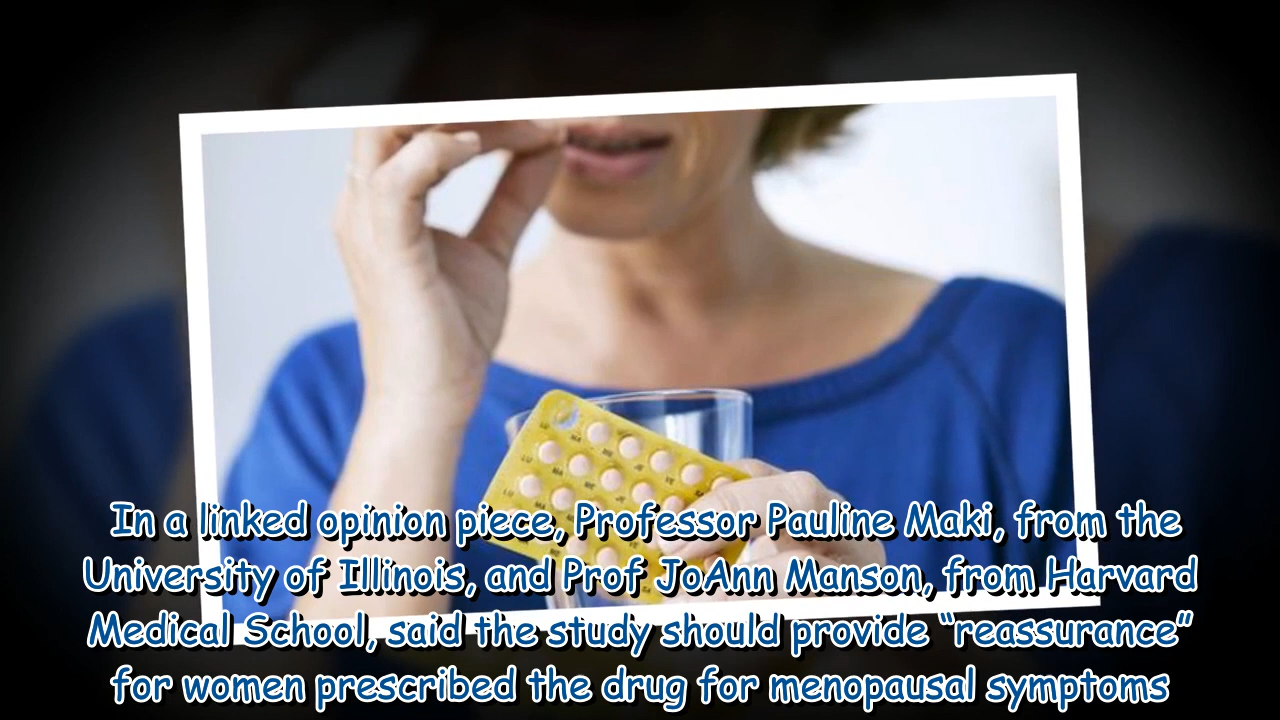 In a linked opinion piece, Professor Pauline Maki, from the
University of Illinois, and Prof JoAnn Manson, from Harvard
Medical School, said the study should provide “reassurance”
for women prescribed the drug for menopausal symptoms